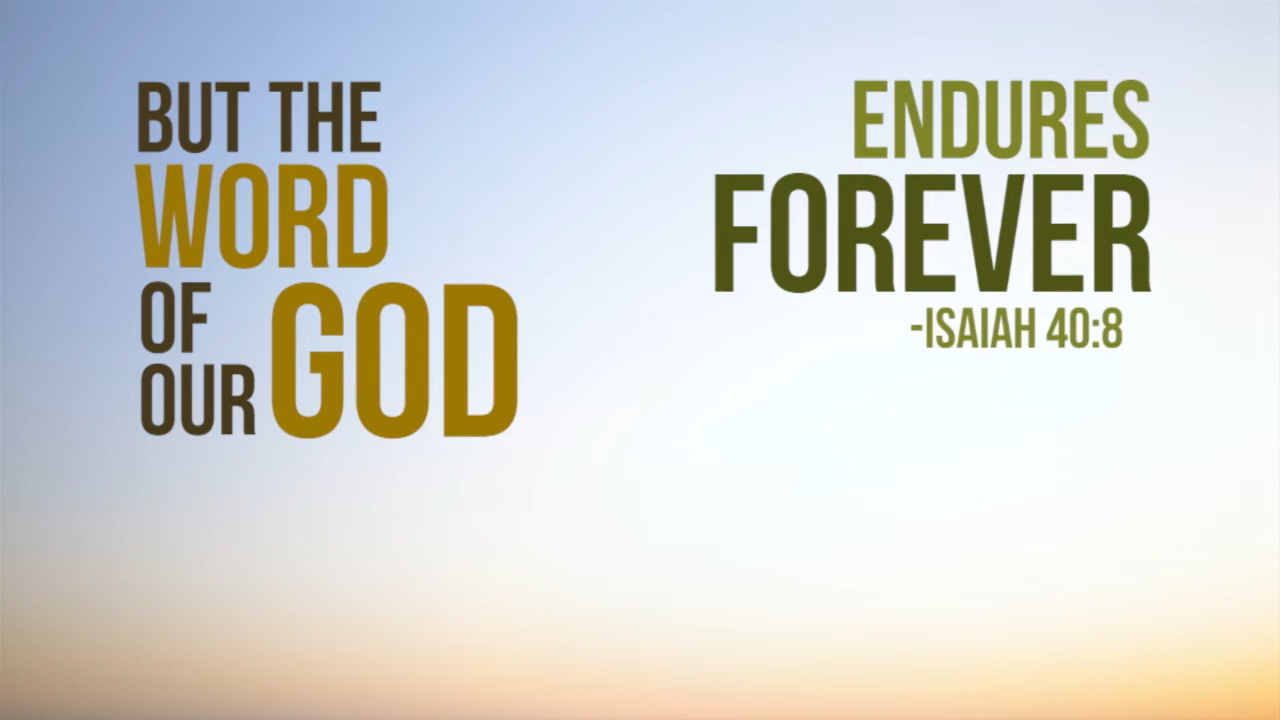 BUT THE
WORD
OF
OUR GOD
ENDURES
FOREVER
-ISAIAH 40:8